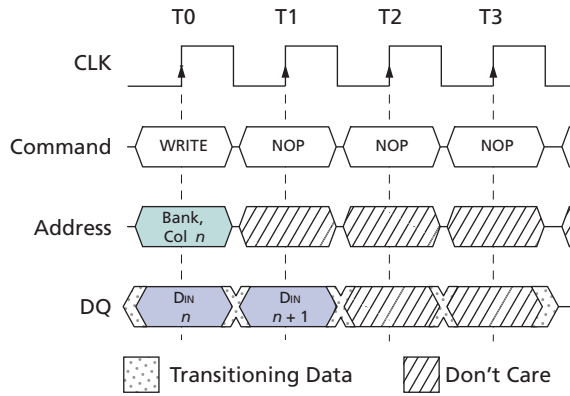 T0 T1 T2 T3
CLK
Command WRITE NOP NOP NOP
Address Bank,
Col n
DQ DIN DIN
n n + 1
Transitioning Data Don't Care